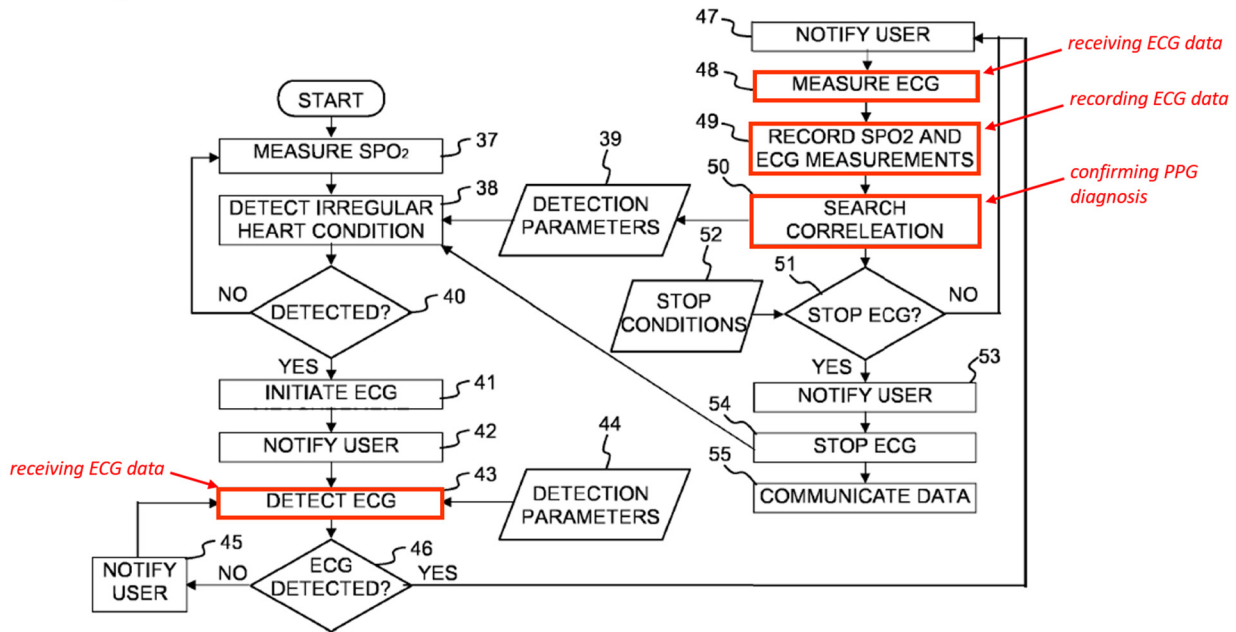 START
MEASURE SPO₂
37
38
DETECT IRREGULAR
HEART CONDITION
39
DETECTION
PARAMETERS
NO
DETECTED?
40
YES
INITIATE ECG
41
NOTIFY USER
42
receiving ECG data
43
DETECT ECG
44
DETECTION
PARAMETERS
45
NOTIFY
USER
NO
46
ECG
DETECTED?
YES
47
NOTIFY USER
receiving ECG data
48
MEASURE ECG
recording ECG data
49
RECORD SPO2 AND
ECG MEASUREMENTS
50
confirming PPG
diagnosis
SEARCH
CORRELEATION
52
STOP
CONDITIONS
51
STOP ECG?
NO
YES
53
NOTIFY USER
54
STOP ECG
55
COMMUNICATE DATA